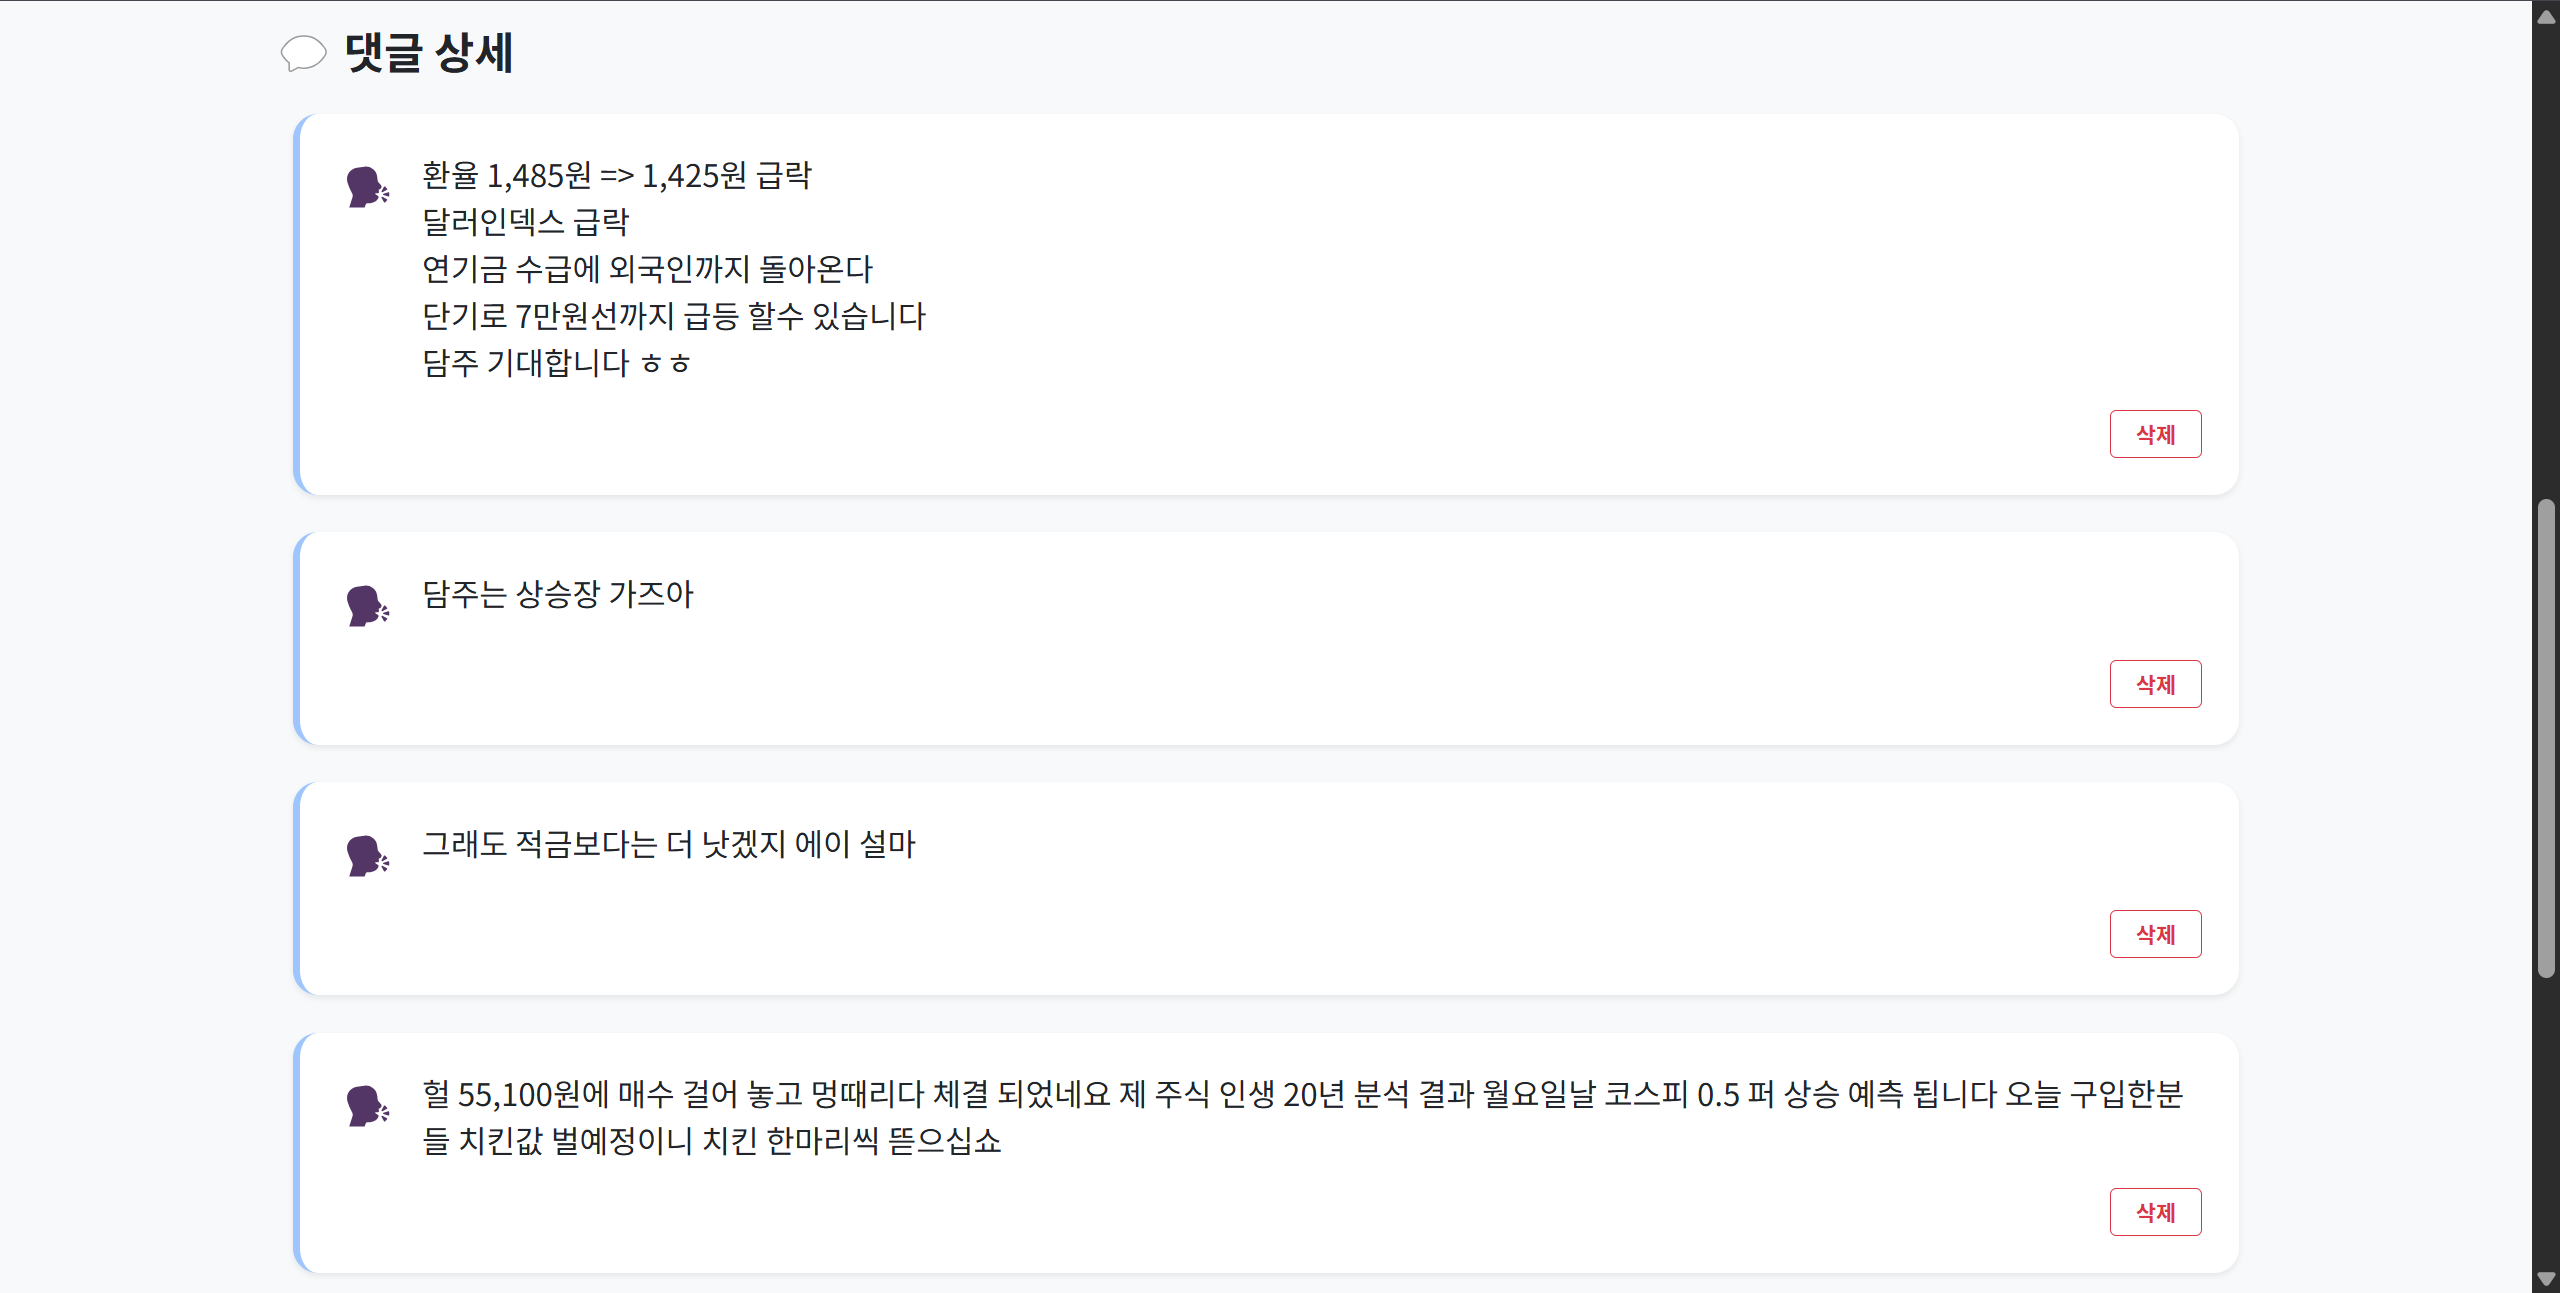 댓글 상세
환율 1,485원 => 1,425원 급락
달러인덱스 급락
연기금 수급에 외국인까지 돌아온다
단기로 7만원선까지 급등 할수 있습니다
담주 기대합니다 ㅎㅎ
삭제
담주는 상승장 가즈아
삭제
그래도 적금보다는 더 낫겠지 에이 설마
삭제
헐 55,100원에 매수 걸어 놓고 멍때리다 체결 되었네요 제 주식 인생 20년 분석 결과 월요일날 코스피 0.5 퍼 상승 예측 됩니다 오늘 구입한분
들 치킨값 벌예정이니 치킨 한마리씩 뜯으십쇼
삭제